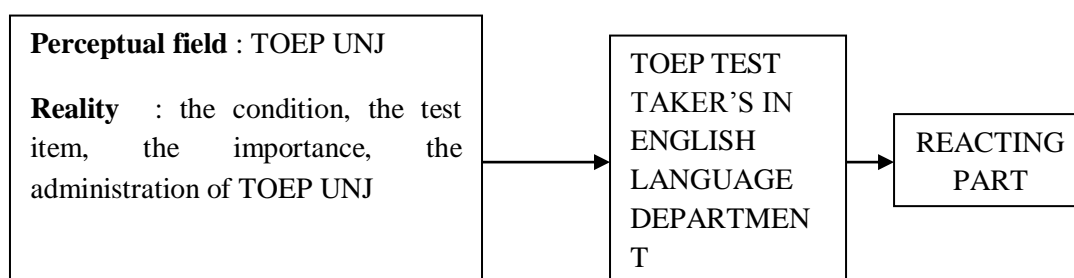 Perceptual field : TOEP UNJ
Reality : the condition, the test
item, the importance, the
administration of TOEP UNJ
TOEP TEST
TAKER’S IN
ENGLISH
LANGUAGE
DEPARTMEN
T
REACTING
PART